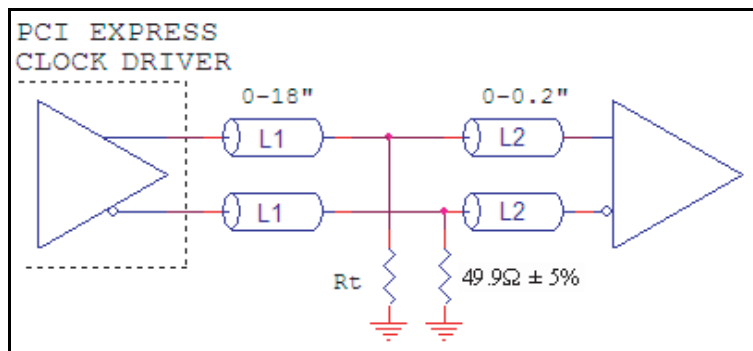 PCI EXPRESS
CLOCK DRIVER
0-18" 0-0.2"
L1 L2
L1 L2
Rt 49.9Ω ± 5%